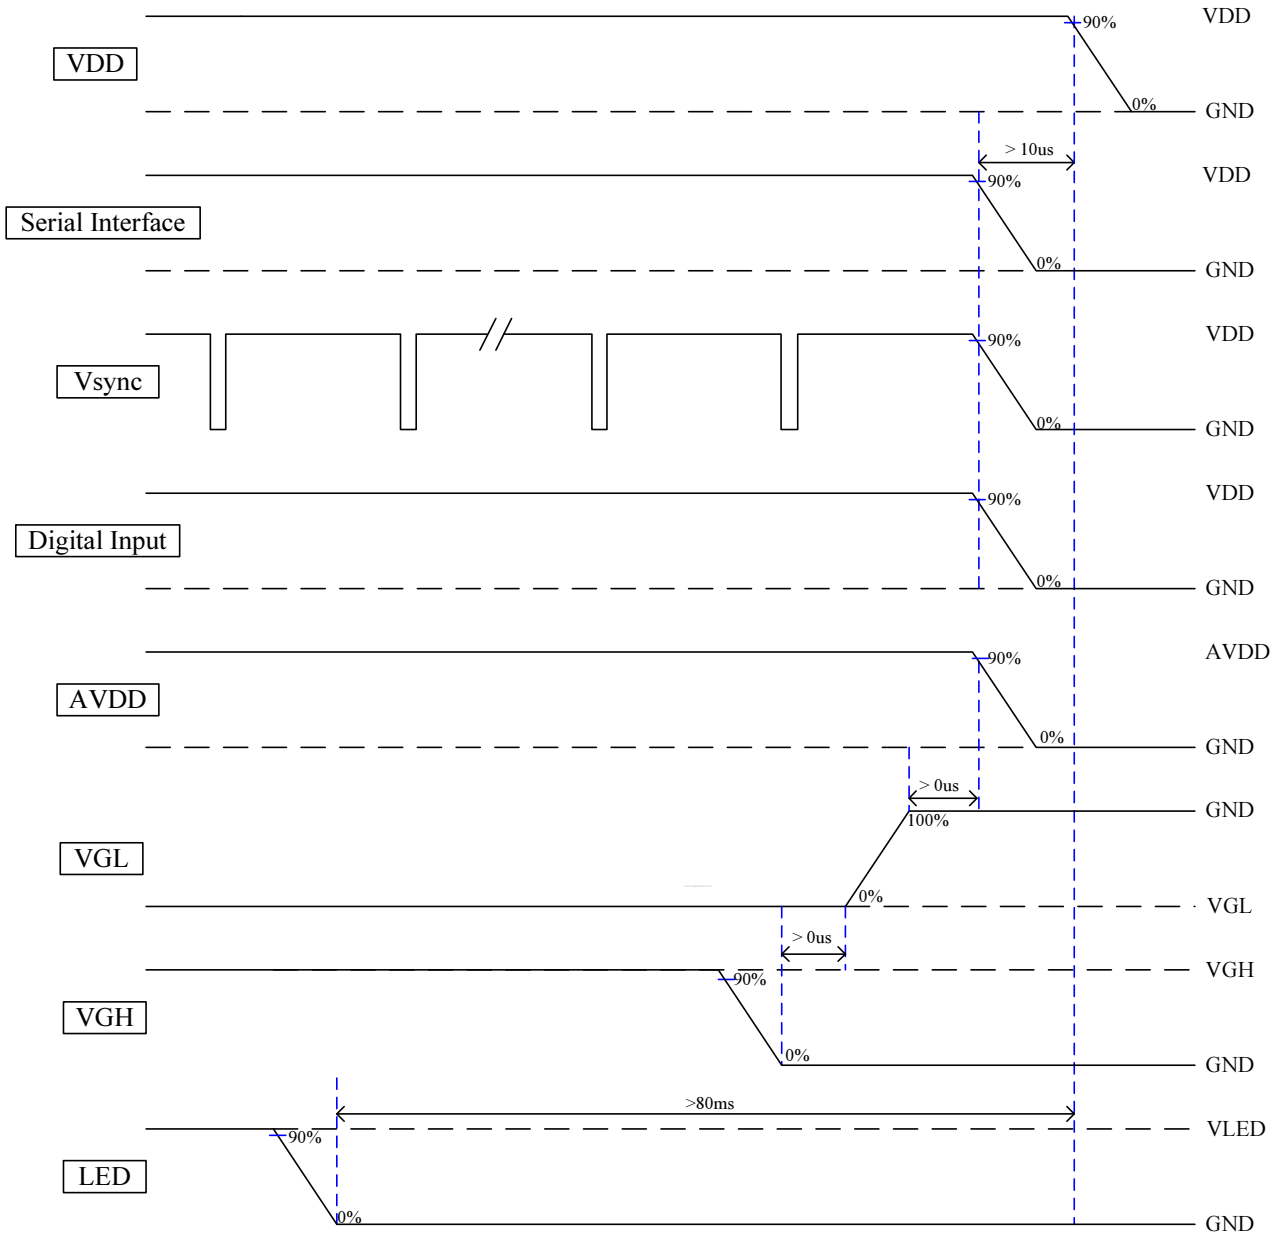 VDD
90%
VDD
0%
GND
> 10us
Serial Interface
90%
VDD
0%
GND
Vsync
90%
VDD
0%
GND
Digital Input
90%
VDD
0%
GND
AVDD
90%
AVDD
0%
GND
> 0us
VGL
100%
GND
0%
VGL
> 0us
VGH
90%
VGH
0%
GND
>80ms
LED
90%
VLED
0%
GND